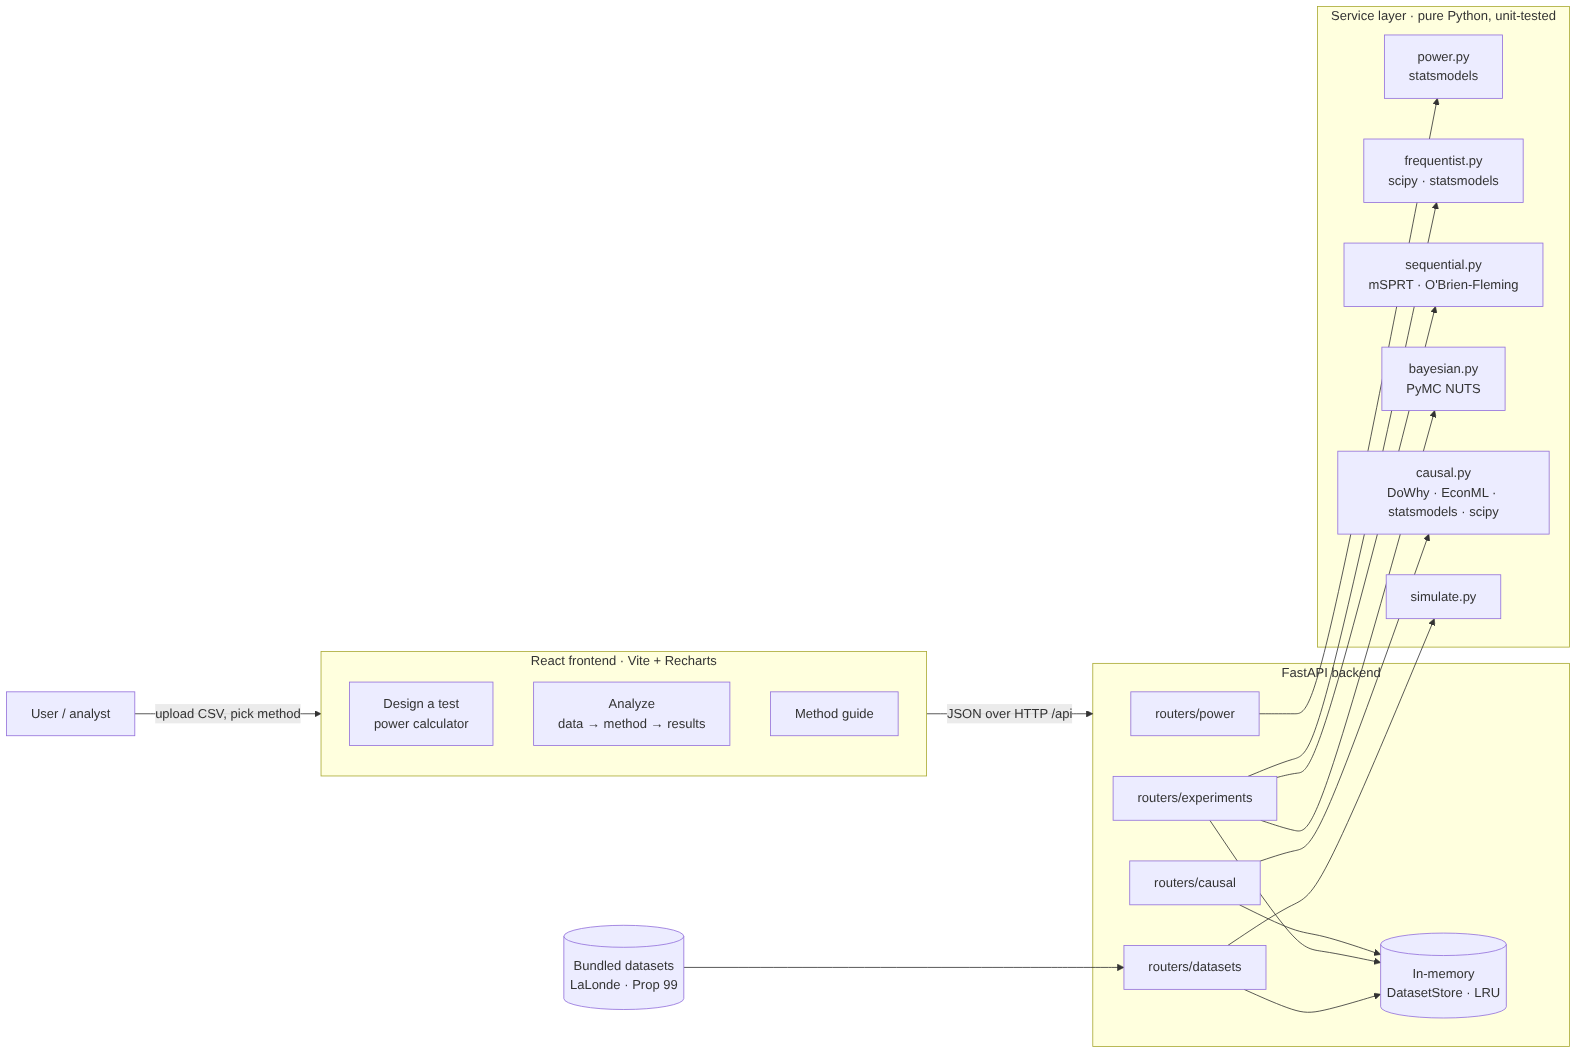 Service layer · pure Python, unit-tested
power.py
statsmodels
frequentist.py
scipy · statsmodels
sequential.py
mSPRT · O'Brien-Fleming
bayesian.py
PyMC NUTS
causal.py
DoWhy · EconML ·
statsmodels · scipy
simulate.py
User / analyst
upload CSV, pick method
React frontend · Vite + Recharts
Design a test
power calculator
Analyze
data → method → results
Method guide
JSON over HTTP /api
FastAPI backend
routers/power
routers/experiments
routers/causal
routers/datasets
Bundled datasets
LaLonde · Prop 99
In-memory
DatasetStore · LRU